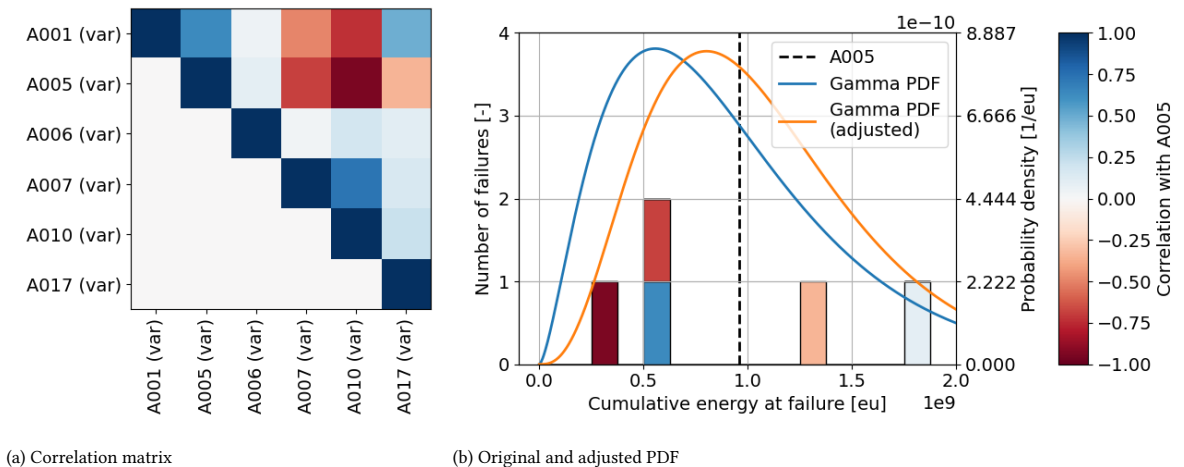 A001 (var)
A005 (var)
A006 (var)
A007 (var)
A010 (var)
A017 (var)
A001 (var)
A005 (var)
A006 (var)
A007 (var)
A010 (var)
A017 (var)
(a) Correlation matrix
1e−10
4
3
2
1
0
Number of failures [-]
A005
Gamma PDF
Gamma PDF
(adjusted)
0.0
0.5
1.0
1.5
2.0
1e9
Cumulative energy at failure [eu]
8.887
6.666
4.444
2.222
0.000
Probability density [1/eu]
1.00
0.75
0.50
0.25
0.00
−0.25
−0.50
−0.75
−1.00
Correlation with A005
(b) Original and adjusted PDF